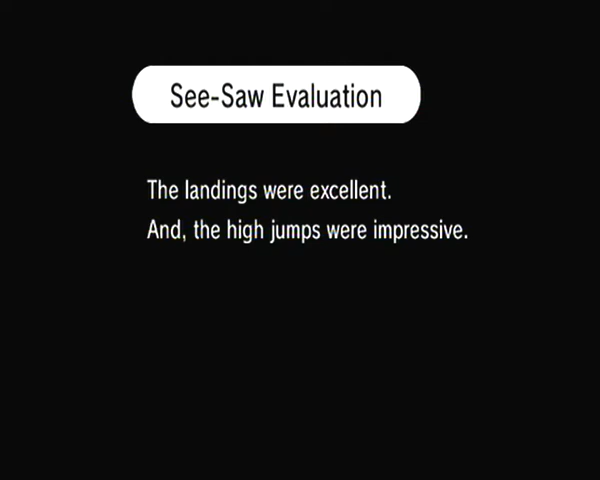 See-Saw Evaluation
The landings were excellent.
And, the high jumps were impressive.